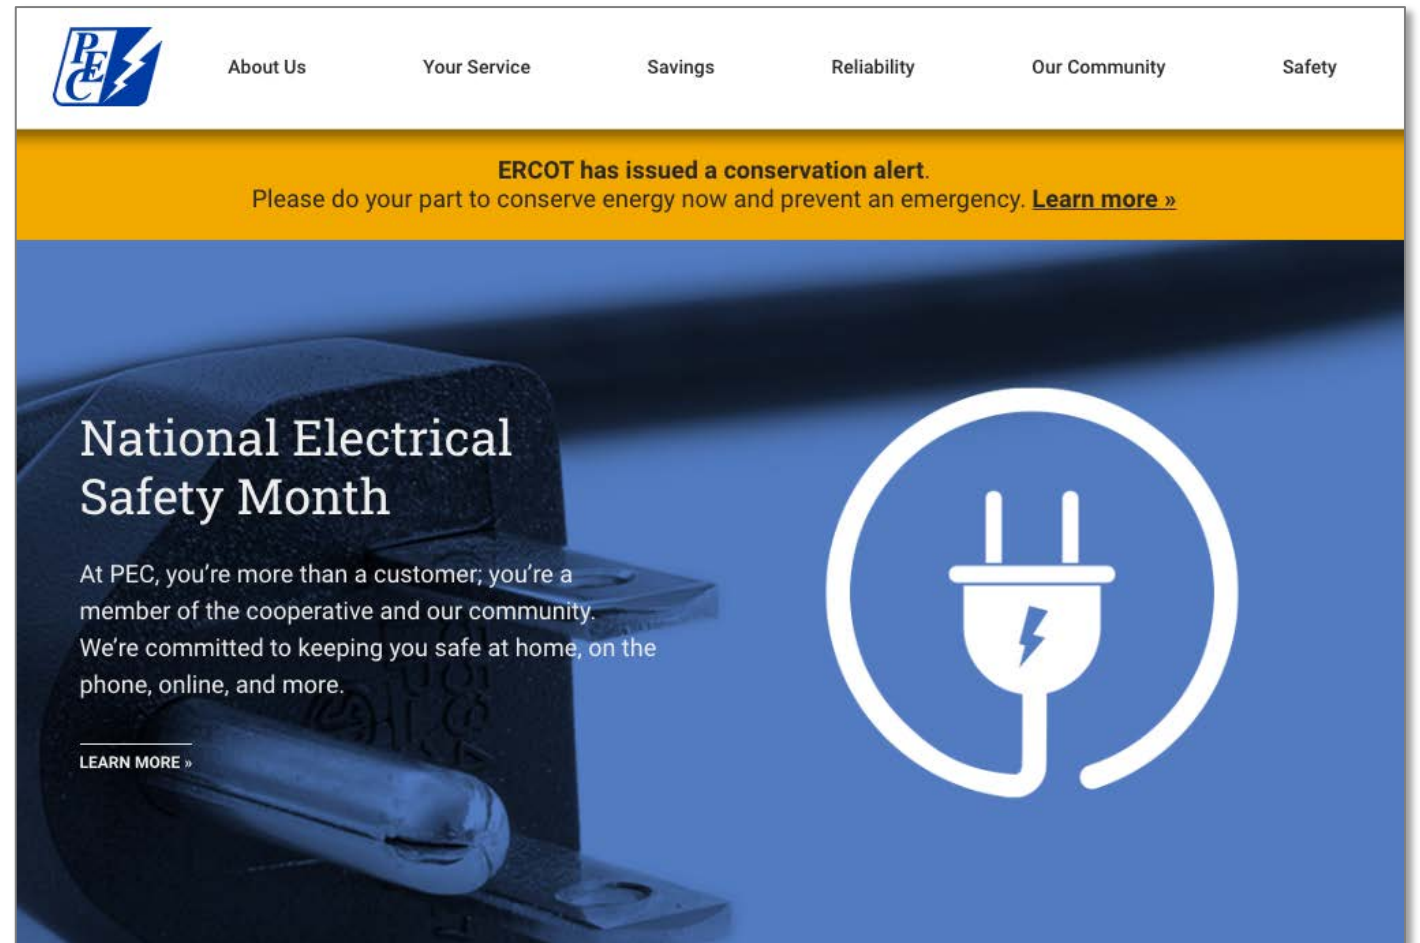 PEC
About Us Your Service Savings Reliability Our Community Safety
ERCOT has issued a conservation alert.
Please do your part to conserve energy now and prevent an emergency. Learn more »
National Electrical
Safety Month
At PEC, you’re more than a customer; you’re a
member of the cooperative and our community.
We’re committed to keeping you safe at home, on the
phone, online, and more.
LEARN MORE »